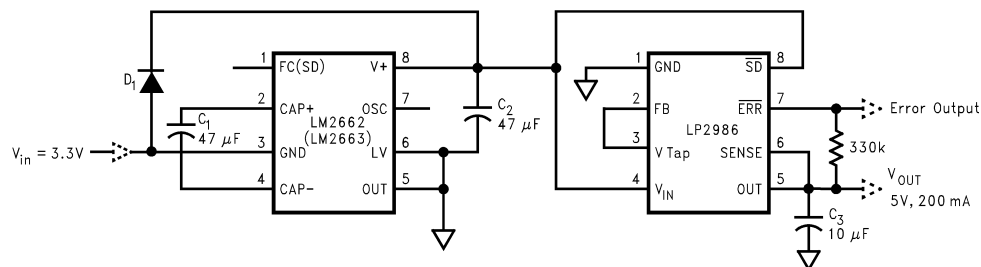 D1
Vin = 3.3V
C1
47 μF
1
2
3
4
FC(SD)
CAP+
GND
CAP-
LM2662
(LM2663)
V+
OSC
LV
OUT
8
7
6
5
C2
47 μF
1
2
3
4
GND
FB
V Tap
VIN
LP2986
SD
ERR
SENSE
OUT
8
7
6
5
Error Output
330k
VOUT
5V, 200 mA
C3
10 μF